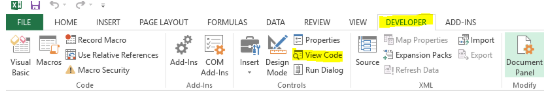 FILE HOME INSERT PAGE LAYOUT FORMULAS DATA REVIEW VIEW DEVELOPER ADD-INS
Visual Basic
Macros
Record Macro
Use Relative References
Macro Security
Code
Add-Ins
COM Add-Ins
Add-Ins
Insert
Design Mode
Properties
View Code
Run Dialog
Controls
Source
Map Properties
Expansion Packs
Refresh Data
Import
Export
XML
Document Panel
Modify